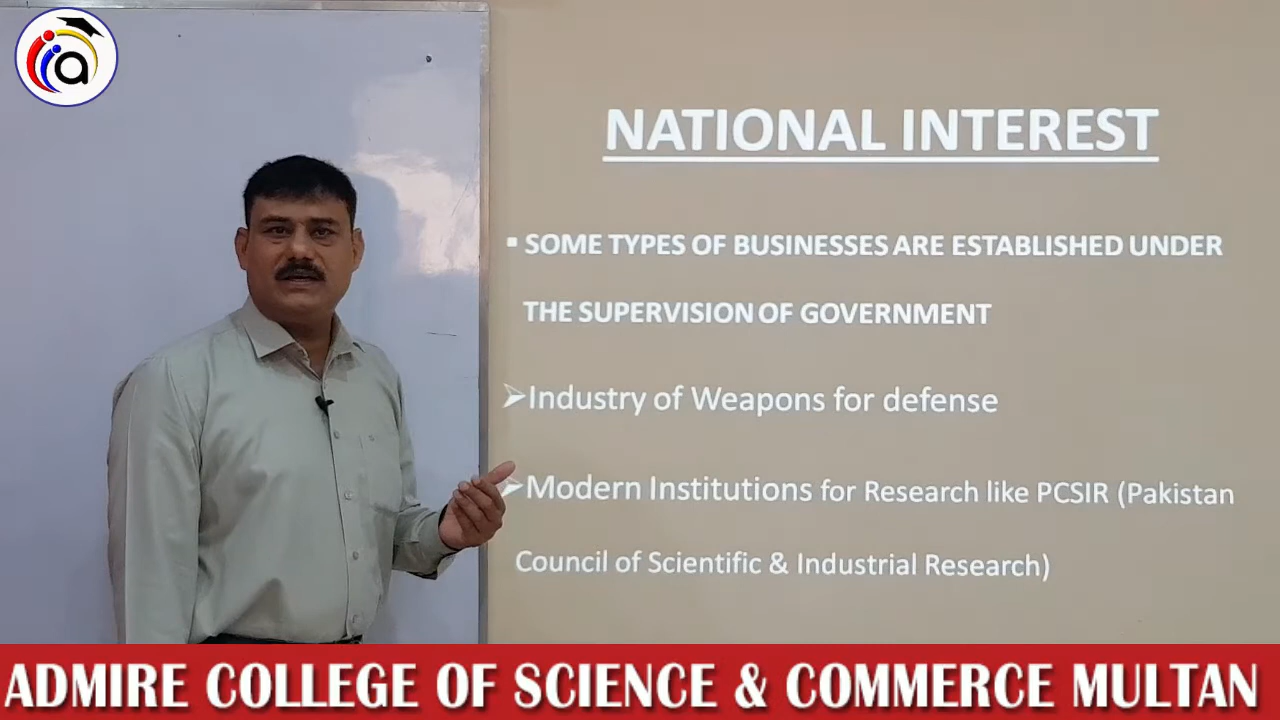 a
NATIONAL INTEREST
▪ SOME TYPES OF BUSINESSES ARE ESTABLISHED UNDER
THE SUPERVISION OF GOVERNMENT
➢Industry of Weapons for defense
➢Modern Institutions for Research like PCSIR (Pakistan
Council of Scientific & Industrial Research)
ADMIRE COLLEGE OF SCIENCE & COMMERCE MULTAN